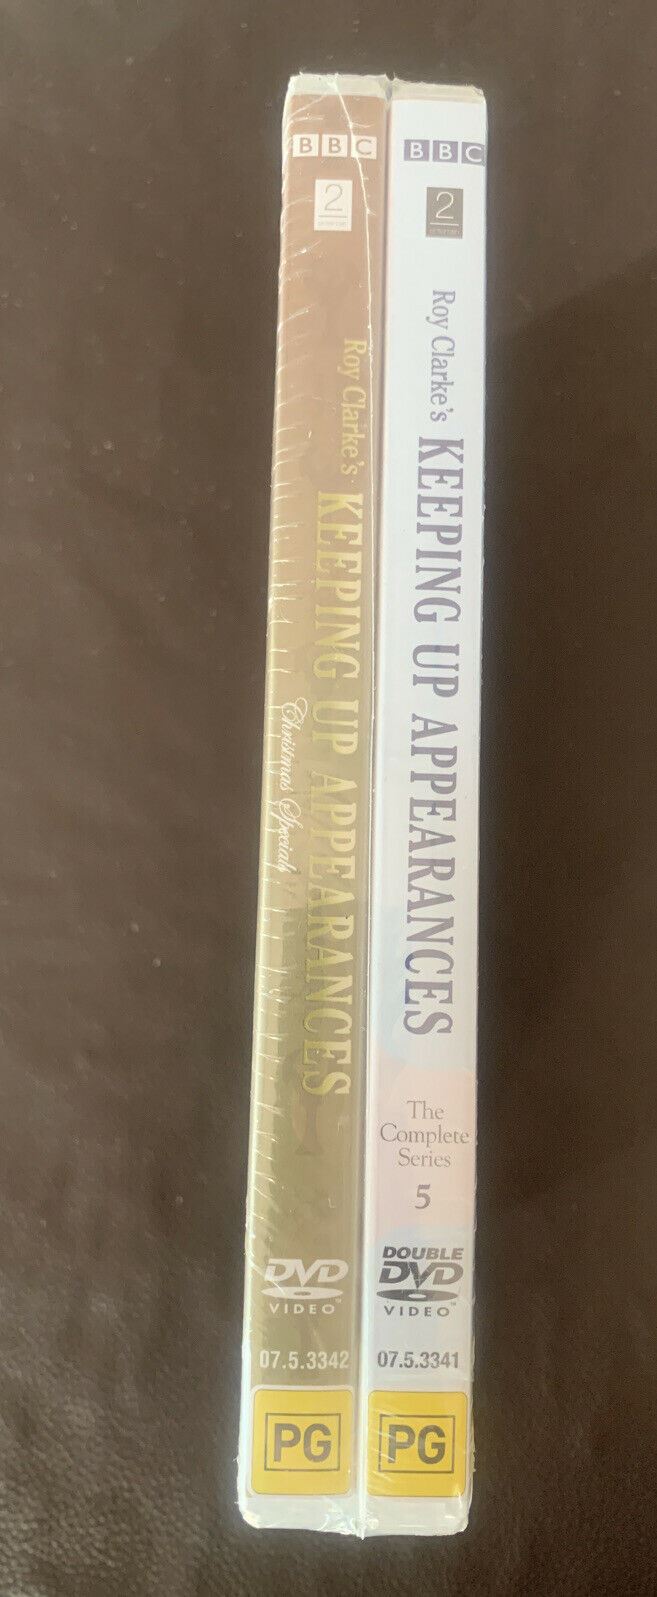 BBC
2
Roy Clarke's KEEPING UP APPEARANCES
Christmas Specials
DVD
VIDEO
07.5.3342
PG
BBC
2
Roy Clarke's KEEPING UP APPEARANCES
The
Complete
Series
5
DOUBLE
DVD
VIDEO
07.5.3341
PG